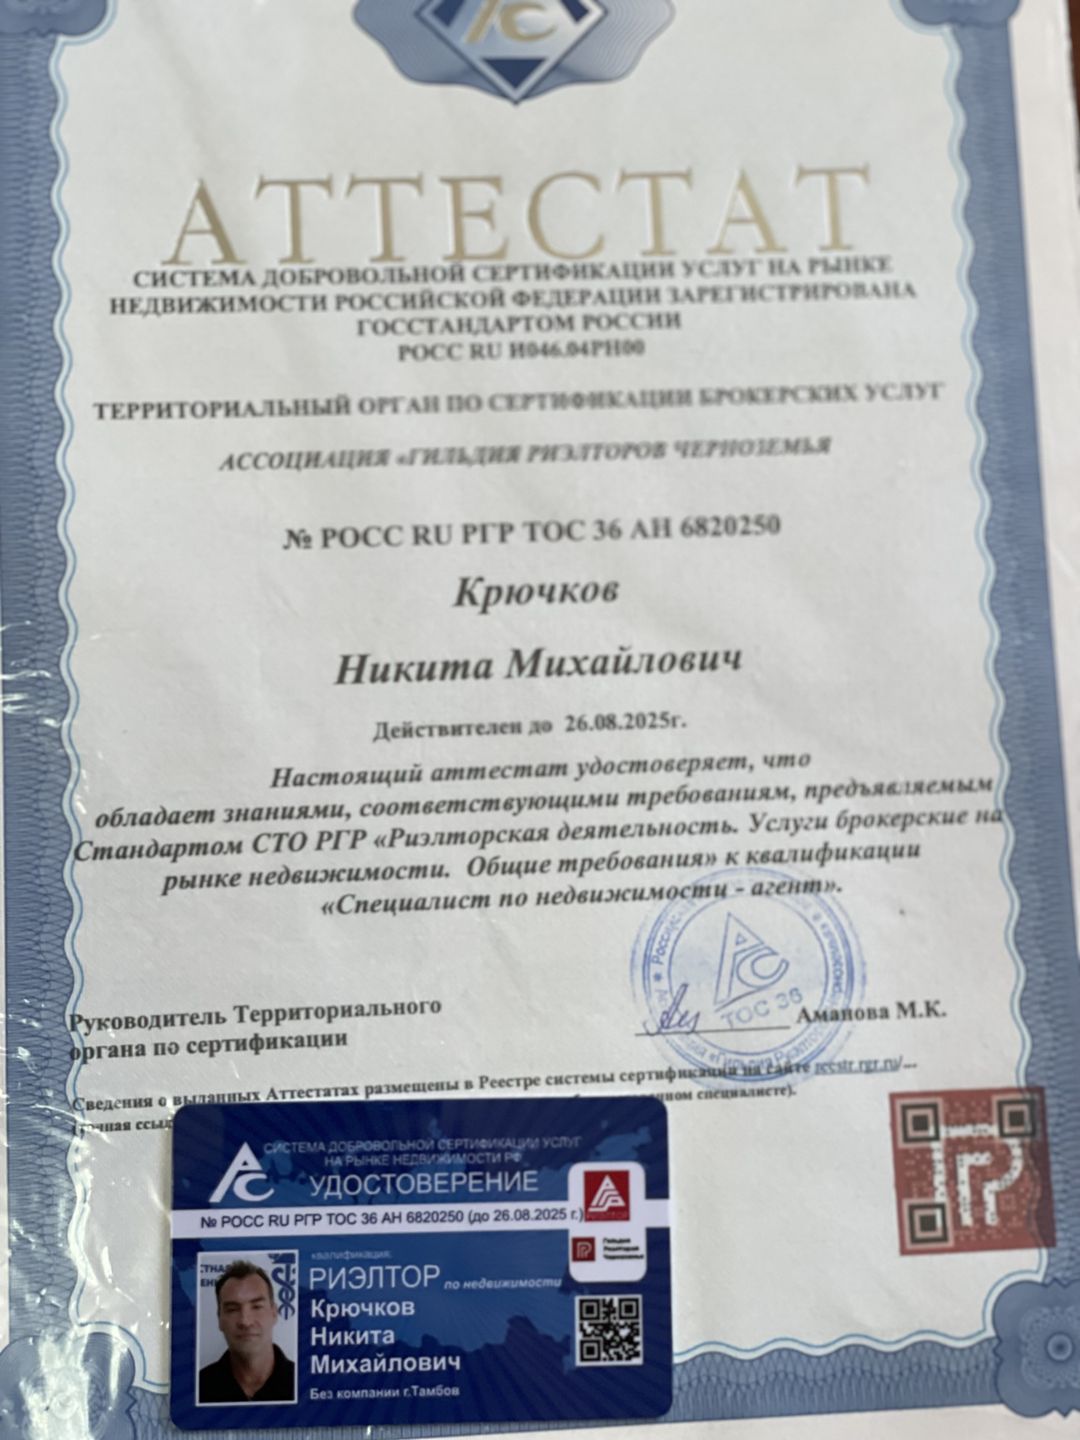 АТТЕСТАТ
СИСТЕМА ДОБРОВОЛЬНОЙ СЕРТИФИКАЦИИ УСЛУГ НА РЫНКЕ
НЕДВИЖИМОСТИ РОССИЙСКОЙ ФЕДЕРАЦИИ ЗАРЕГИСТРИРОВАНА
ГОССТАНДАРТОМ РОССИИ
РОСС RU И046.04РН00
ТЕРРИТОРИАЛЬНЫЙ ОРГАН ПО СЕРТИФИКАЦИИ БРОКЕРСКИХ УСЛУГ
АССОЦИАЦИЯ «ГИЛЬДИЯ РИЭЛТОРОВ ЧЕРНОЗЕМЬЯ
№ РОСС RU РГР ТОС 36 АН 6820250
Крючков
Никита Михайлович
Действителен до 26.08.2025г.
Настоящий аттестат удостоверяет, что
обладает знаниями, соответствующими требованиям, предъявляемым
Стандартом СТО РГР «Риэлторская деятельность. Услуги брокерские на
рынке недвижимости. Общие требования» к квалификации
«Специалист по недвижимости - агент».
Руководитель Территориального
органа по сертификации
Аманова М.К.
ТОС 36
Сведения о выданных Аттестатах размещены в Реестре системы сертификации на сайте reestr.rgr.ru/...
специалисте).
СИСТЕМА ДОБРОВОЛЬНОЙ СЕРТИФИКАЦИИ УСЛУГ
НА РЫНКЕ НЕДВИЖИМОСТИ РФ
УДОСТОВЕРЕНИЕ
№ РОСС RU РГР ТОС 36 АН 6820250 (до 26.08.2025 г.)
квалификация:
РИЭЛТОР по недвижимости
Гильдия
Риэлторов
Черноземья
Крючков
Никита
Михайлович
Без компании г.Тамбов